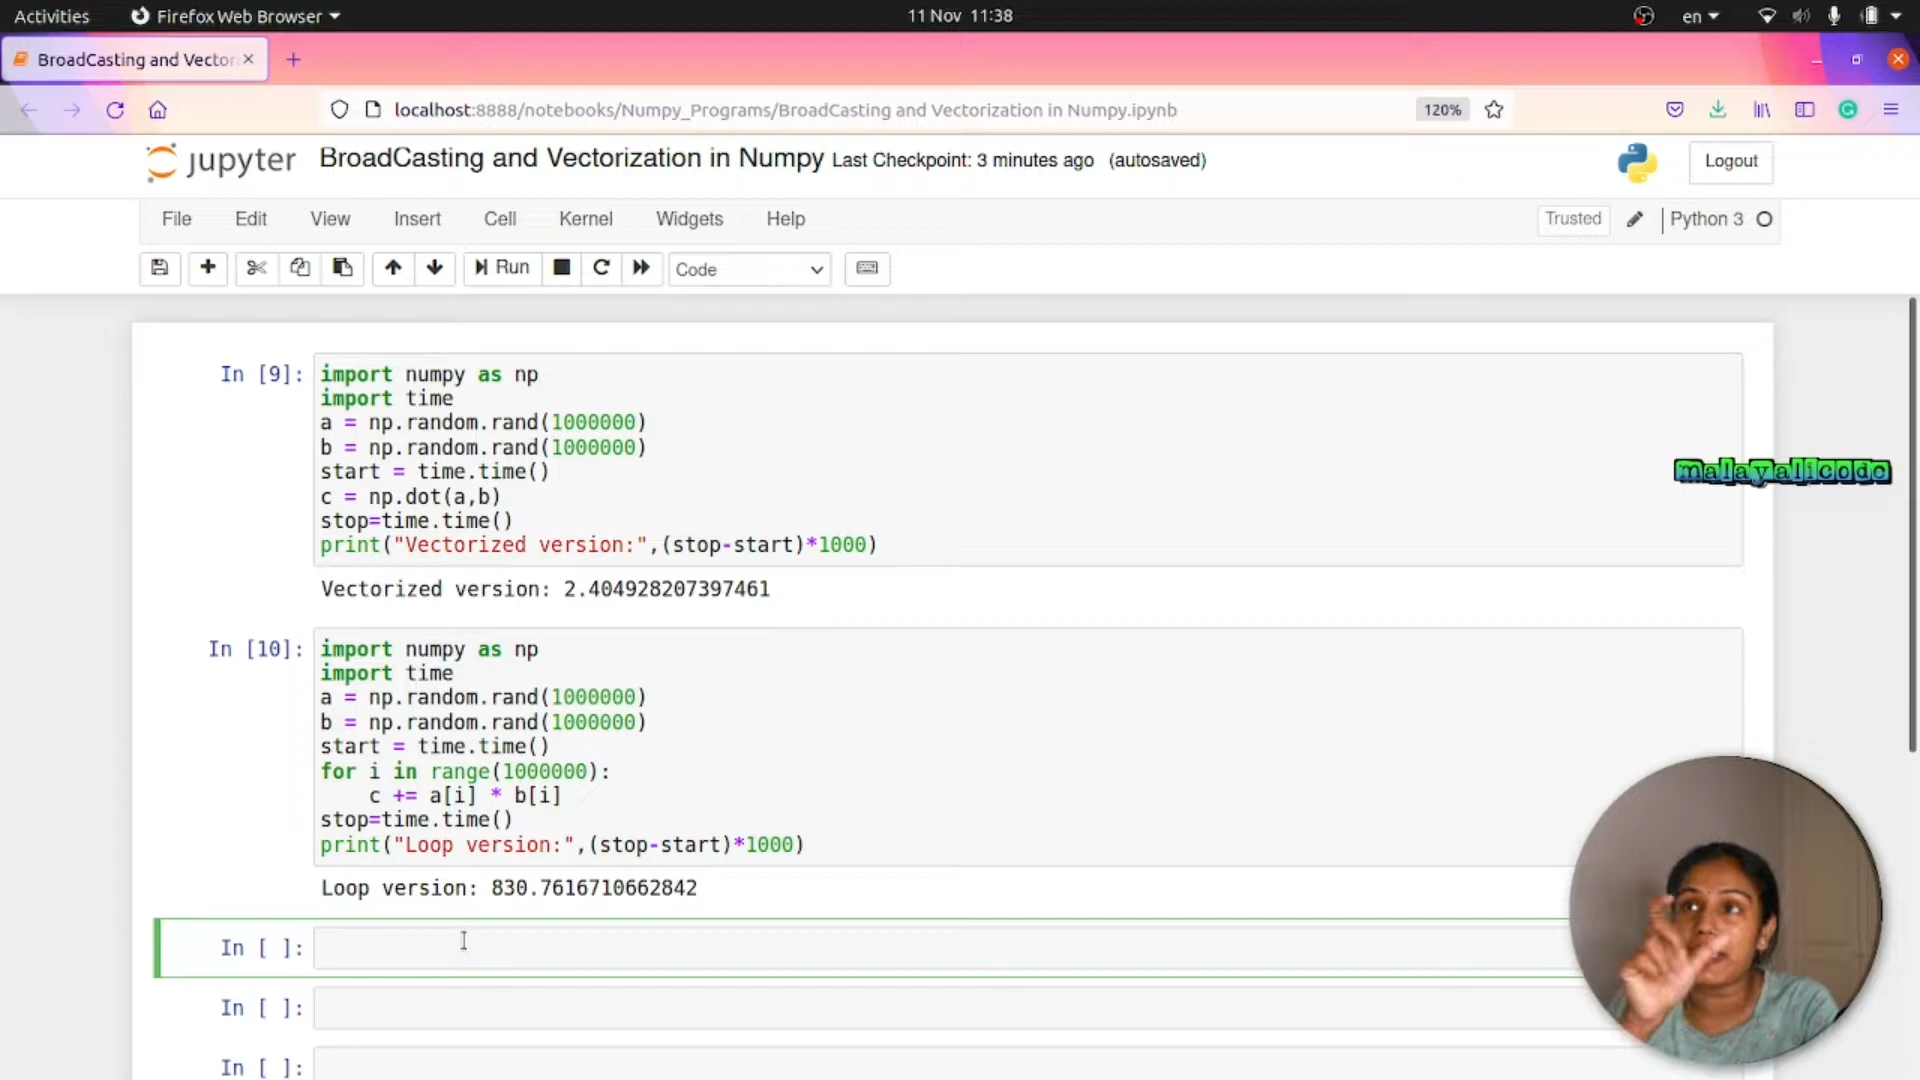 Activities
Firefox Web Browser
11 Nov 11:38
en
BroadCasting and Vector
localhost:8888/notebooks/Numpy_Programs/BroadCasting and Vectorization in Numpy.ipynb
120%
jupyter
BroadCasting and Vectorization in Numpy Last Checkpoint: 3 minutes ago (autosaved)
Logout
File Edit View Insert Cell Kernel Widgets Help
Trusted
Python 3
Run
Code
In [9]:
import numpy as np
import time
a = np.random.rand(1000000)
b = np.random.rand(1000000)
start = time.time()
c = np.dot(a,b)
stop=time.time()
print("Vectorized version:",(stop-start)*1000)
malayalicode
Vectorized version: 2.404928207397461
In [10]:
import numpy as np
import time
a = np.random.rand(1000000)
b = np.random.rand(1000000)
start = time.time()
for i in range(1000000):
    c += a[i] * b[i]
stop=time.time()
print("Loop version:",(stop-start)*1000)
Loop version: 830.7616710662842
In [ ]:
In [ ]:
In [ ]: